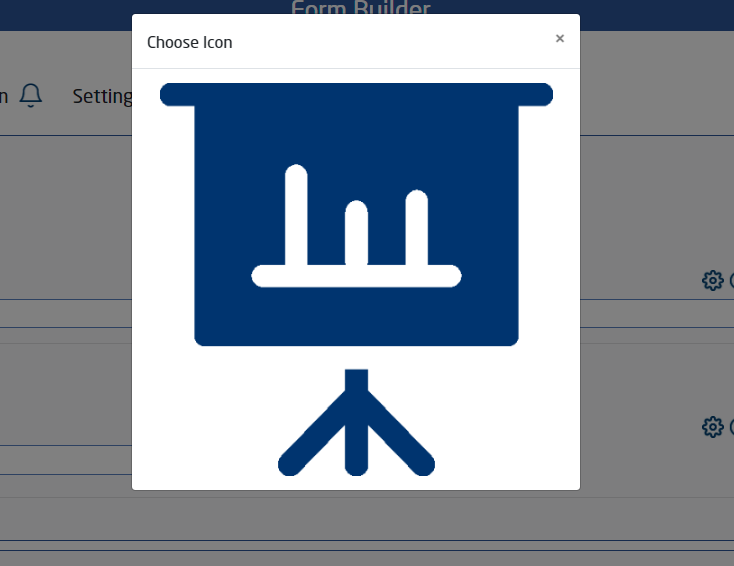 Form Builder
Choose Icon
×
n
Setting